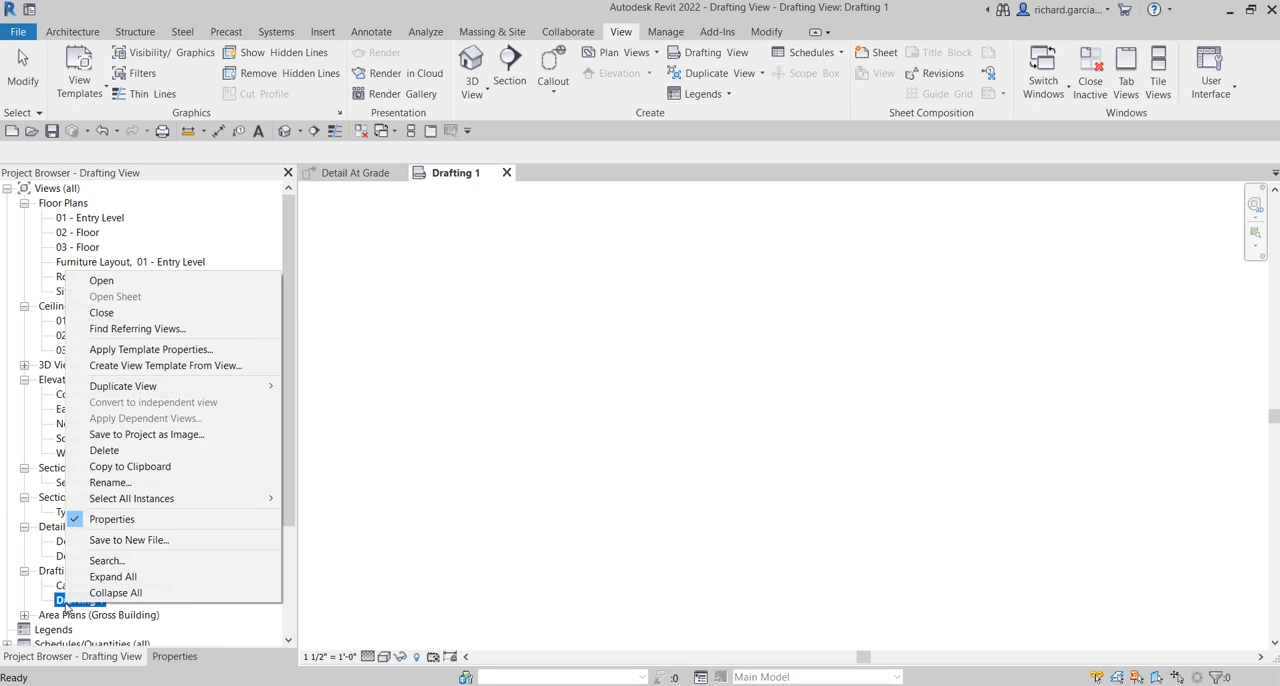 Autodesk Revit 2022 - Drafting View - Drafting View: Drafting 1
richard.garcia...
File Architecture Structure Steel Precast Systems Insert Annotate Analyze Massing & Site Collaborate View Manage Add-Ins Modify
Modify
View Templates
Visibility/ Graphics
Filters
Thin Lines
Show Hidden Lines
Remove Hidden Lines
Cut Profile
Render
Render in Cloud
Render Gallery
3D View
Section
Callout
Plan Views
Elevation
Drafting View
Duplicate View
Legends
Schedules
Scope Box
Sheet
View
Title Block
Revisions
Guide Grid
Switch Windows
Close Inactive
Tab Views
Tile Views
User Interface
Select Graphics Presentation Create Sheet Composition Windows
Project Browser - Drafting View
Detail At Grade
Drafting 1
Views (all)
Floor Plans
01 - Entry Level
02 - Floor
03 - Floor
Furniture Layout, 01 - Entry Level
Open
Open Sheet
Close
Find Referring Views...
Apply Template Properties...
Create View Template From View...
Duplicate View
Convert to independent view
Apply Dependent Views...
Save to Project as Image...
Delete
Copy to Clipboard
Rename...
Select All Instances
Properties
Save to New File...
Search...
Expand All
Collapse All
Area Plans (Gross Building)
Legends
Schedules/Quantities (all)
Project Browser - Drafting View Properties
1 1/2" = 1'-0"
Ready
:0
Main Model
:0